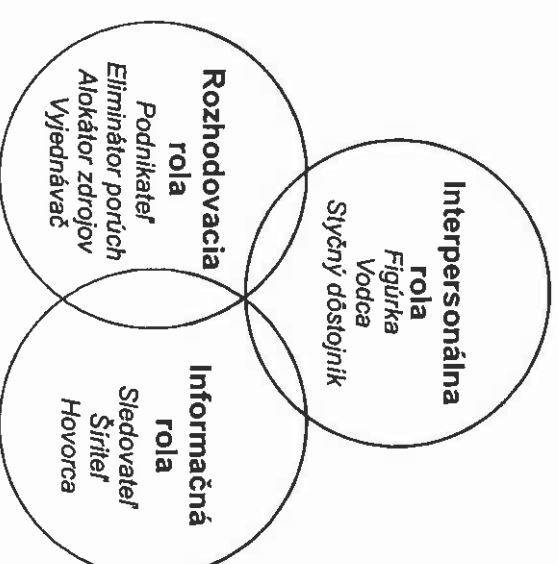 Interpersonálna
rola
Figúrka
Vodca
Styčný dôstojník
Rozhodovacia
rola
Podnikateľ
Eliminátor porúch
Alokátor zdrojov
Vyjednávač
Informačná
rola
Sledovateľ
Šíriteľ
Hovorca